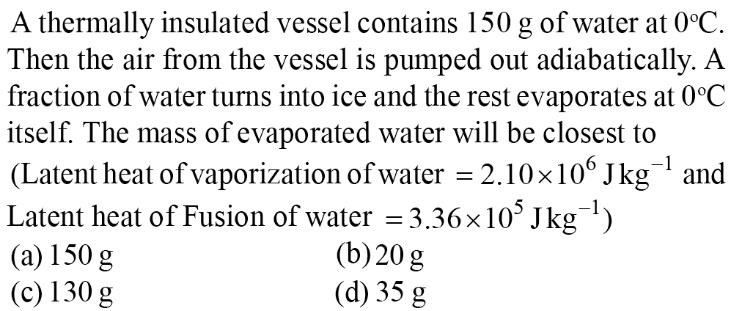 A thermally insulated vessel contains 150 g of water at 0°C.
Then the air from the vessel is pumped out adiabatically. A
fraction of water turns into ice and the rest evaporates at 0°C
itself. The mass of evaporated water will be closest to
(Latent heat of vaporization of water = 2.10×10⁶ Jkg⁻¹ and
Latent heat of Fusion of water = 3.36×10⁵ Jkg⁻¹)
(a) 150 g (b) 20 g
(c) 130 g (d) 35 g